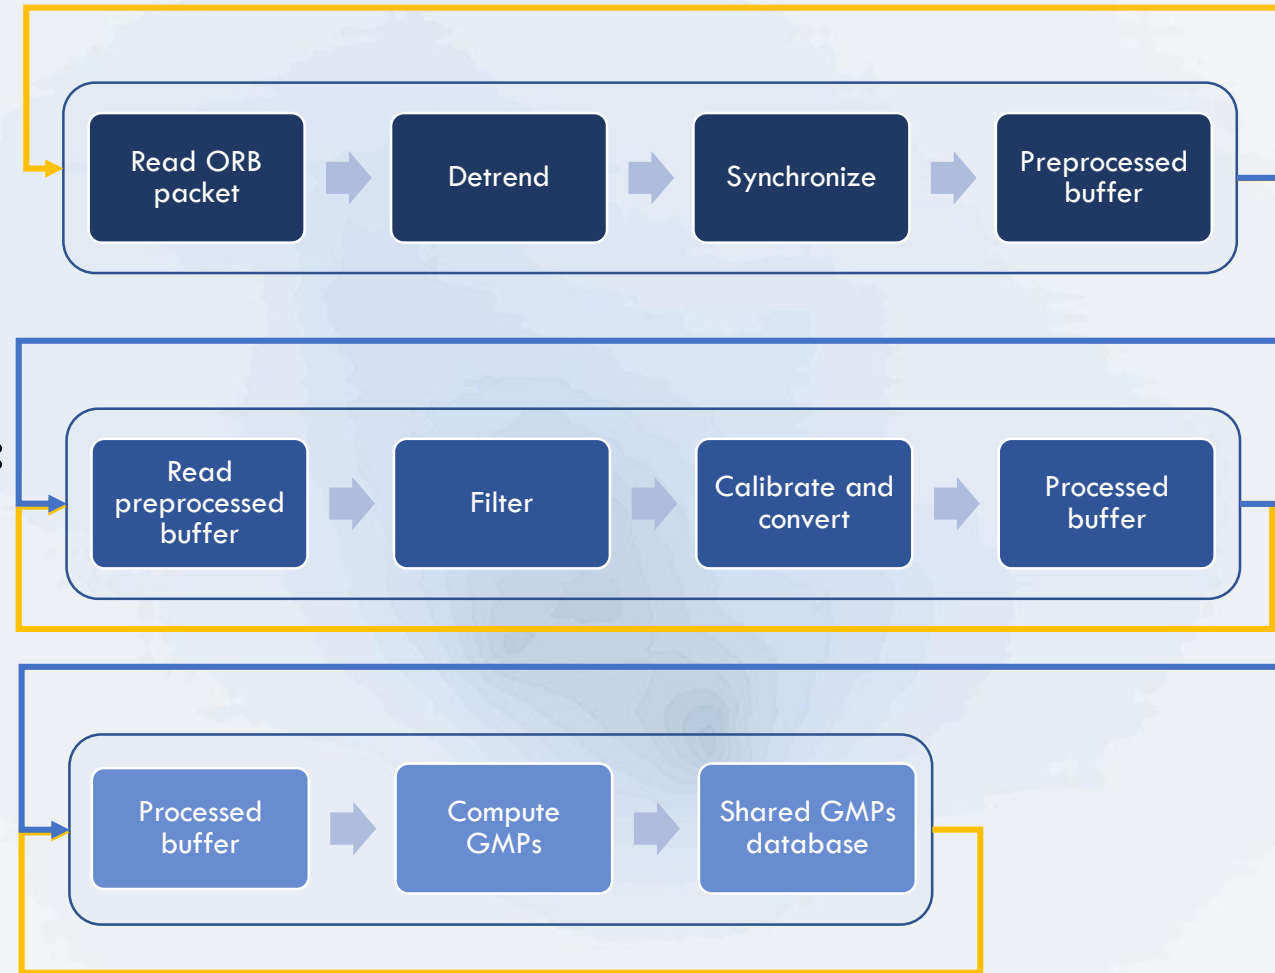 Read ORB
packet
Detrend
Synchronize
Preprocessed
buffer
:
Read
preprocessed
buffer
Filter
Calibrate and
convert
Processed
buffer
Processed
buffer
Compute
GMPs
Shared GMPs
database